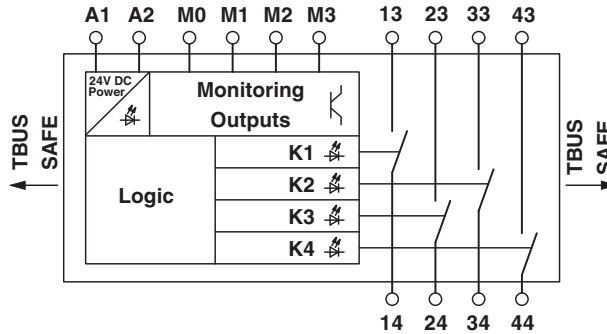 A1 A2 M0 M1 M2 M3 13 23 33 43
24V DC
Power
Monitoring
Outputs
TBUS
SAFE
Logic
K1
K2
K3
K4
TBUS
SAFE
14 24 34 44